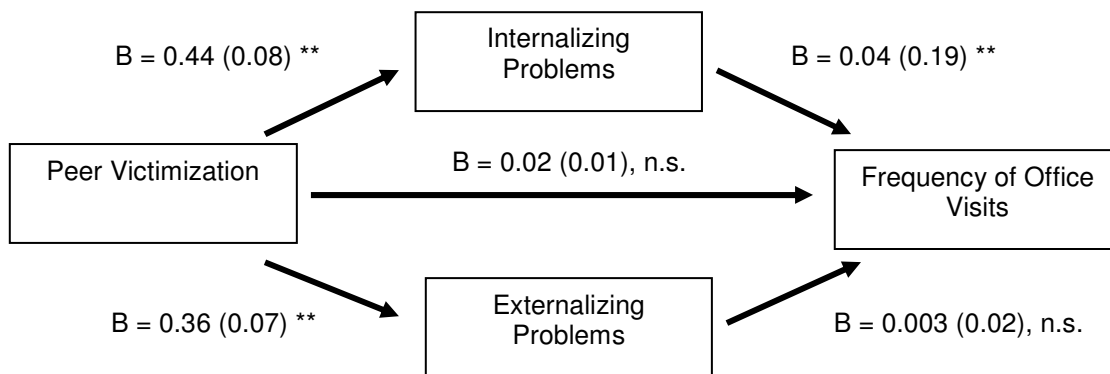 Internalizing
Problems
B = 0.44 (0.08) **
B = 0.04 (0.19) **
Peer Victimization
B = 0.02 (0.01), n.s.
Frequency of Office
Visits
Externalizing
Problems
B = 0.36 (0.07) **
B = 0.003 (0.02), n.s.